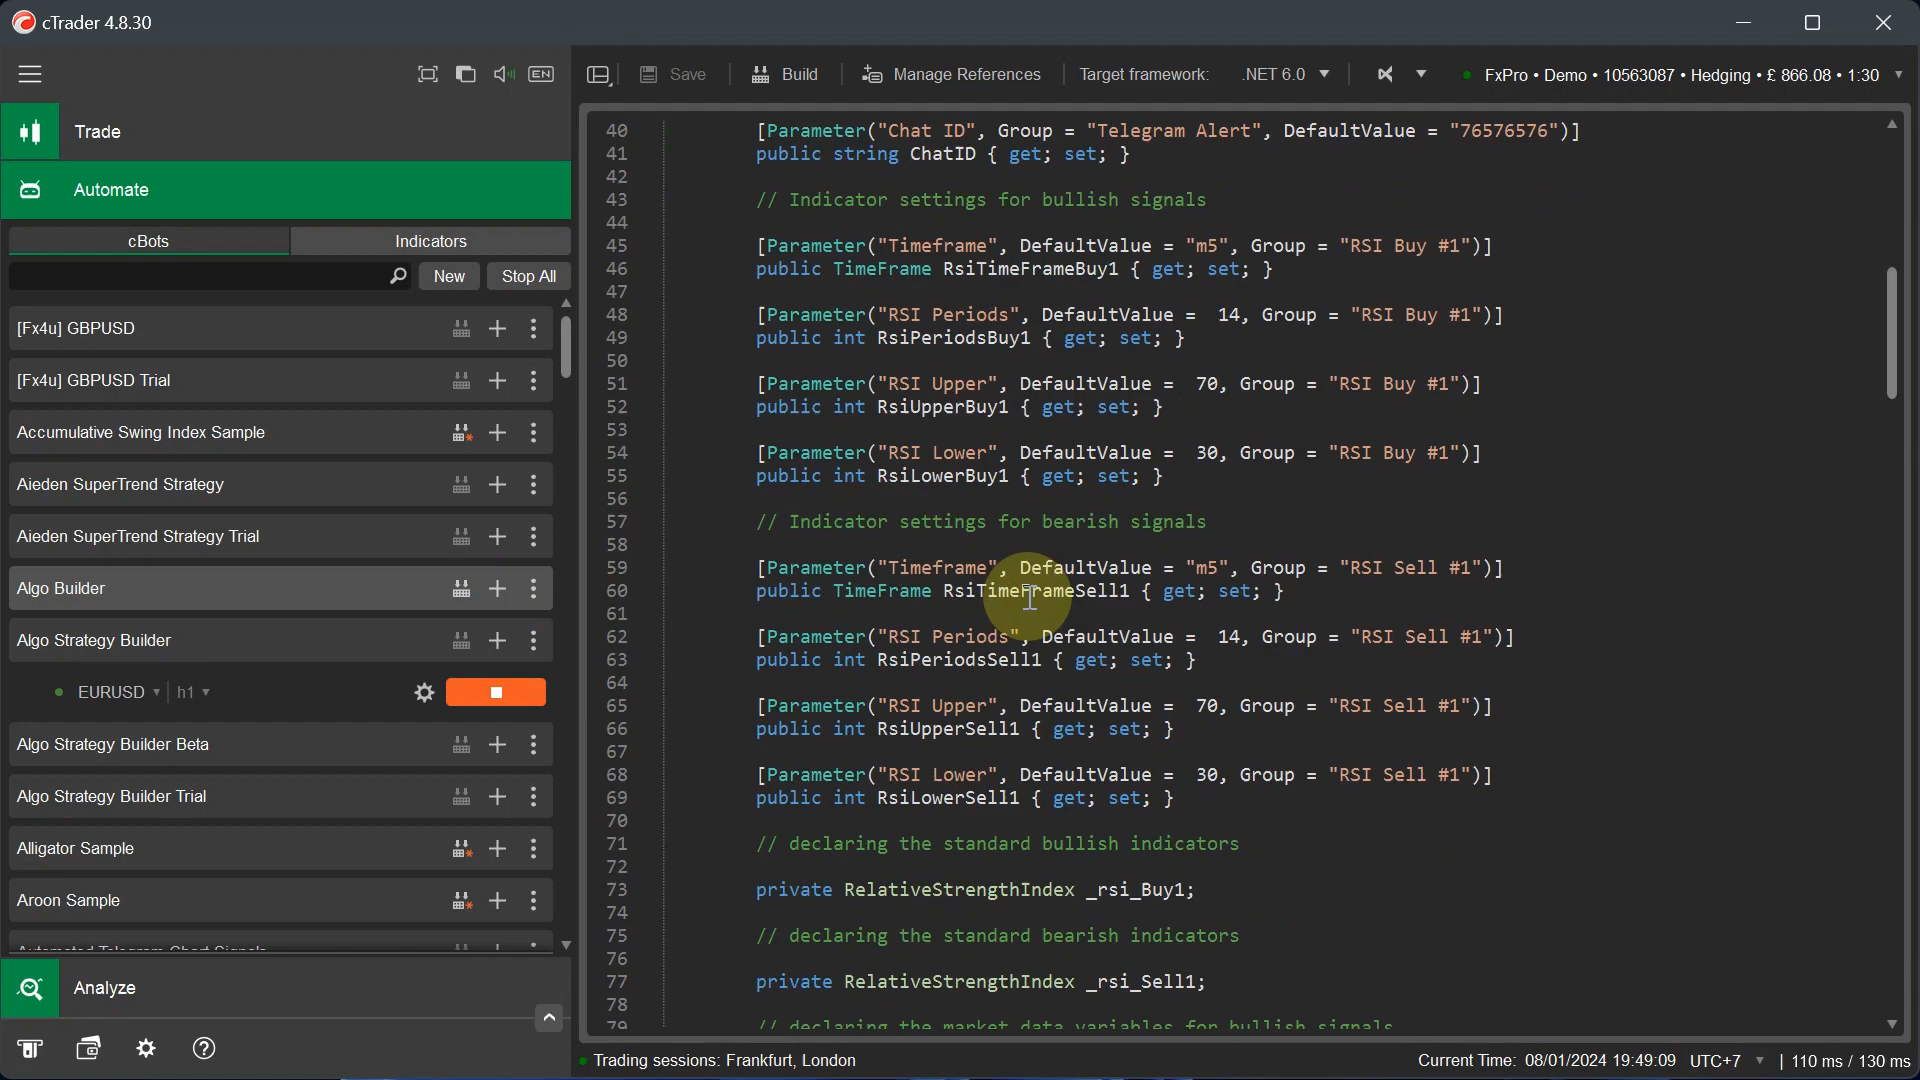 cTrader 4.8.30
EN
Save
Build
Manage References
Target framework:
.NET 6.0
FxPro • Demo • 10563087 • Hedging • £ 866.08 • 1:30
Trade
Automate
cBots
Indicators
New
Stop All
[Fx4u] GBPUSD
[Fx4u] GBPUSD Trial
Accumulative Swing Index Sample
Aieden SuperTrend Strategy
Aieden SuperTrend Strategy Trial
Algo Builder
Algo Strategy Builder
EURUSD
h1
Algo Strategy Builder Beta
Algo Strategy Builder Trial
Alligator Sample
Aroon Sample
Automated Telegram Chart Signals
Analyze
40 [Parameter("Chat ID", Group = "Telegram Alert", DefaultValue = "76576576")]
41 public string ChatID { get; set; }
42
43 // Indicator settings for bullish signals
44
45 [Parameter("Timeframe", DefaultValue = "m5", Group = "RSI Buy #1")]
46 public TimeFrame RsiTimeFrameBuy1 { get; set; }
47
48 [Parameter("RSI Periods", DefaultValue = 14, Group = "RSI Buy #1")]
49 public int RsiPeriodsBuy1 { get; set; }
50
51 [Parameter("RSI Upper", DefaultValue = 70, Group = "RSI Buy #1")]
52 public int RsiUpperBuy1 { get; set; }
53
54 [Parameter("RSI Lower", DefaultValue = 30, Group = "RSI Buy #1")]
55 public int RsiLowerBuy1 { get; set; }
56
57 // Indicator settings for bearish signals
58
59 [Parameter("Timeframe", DefaultValue = "m5", Group = "RSI Sell #1")]
60 public TimeFrame RsiTimeFrameSell1 { get; set; }
61
62 [Parameter("RSI Periods", DefaultValue = 14, Group = "RSI Sell #1")]
63 public int RsiPeriodsSell1 { get; set; }
64
65 [Parameter("RSI Upper", DefaultValue = 70, Group = "RSI Sell #1")]
66 public int RsiUpperSell1 { get; set; }
67
68 [Parameter("RSI Lower", DefaultValue = 30, Group = "RSI Sell #1")]
69 public int RsiLowerSell1 { get; set; }
70
71 // declaring the standard bullish indicators
72
73 private RelativeStrengthIndex _rsi_Buy1;
74
75 // declaring the standard bearish indicators
76
77 private RelativeStrengthIndex _rsi_Sell1;
78
79 // declaring the market data variables for bullish signals
Trading sessions: Frankfurt, London
Current Time: 08/01/2024 19:49:09 UTC+7
| 110 ms / 130 ms